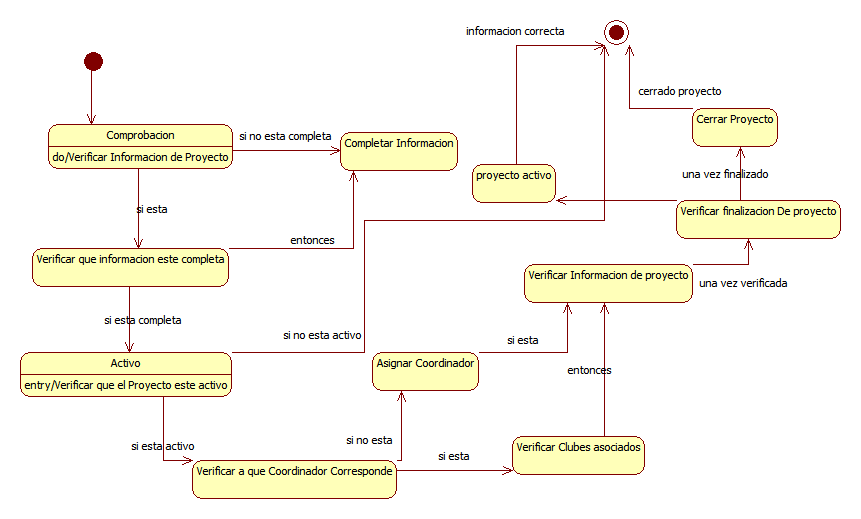 informacion correcta
cerrado proyecto
Cerrar Proyecto
Comprobacion
do/Verificar Informacion de Proyecto
si no esta completa
Completar Informacion
proyecto activo
una vez finalizado
si esta
Verificar finalizacion De proyecto
entonces
Verificar que informacion este completa
Verificar Informacion de proyecto
una vez verificada
si esta completa
si no esta activo
si esta
Activo
entry/Verificar que el Proyecto este activo
Asignar Coordinador
entonces
si esta activo
si no esta
si esta
Verificar Clubes asociados
Verificar a que Coordinador Corresponde